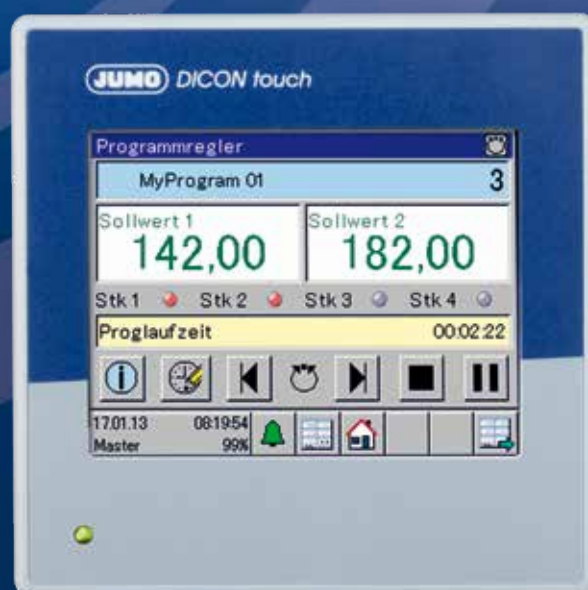 JUMO DICON touch
Programmregler
MyProgram 01 3
Sollwert 1 Sollwert 2
142,00 182,00
Stk 1 Stk 2 Stk 3 Stk 4
Proglaufzeit 00:02:22
17.01.13 08:19:54
Master 99%